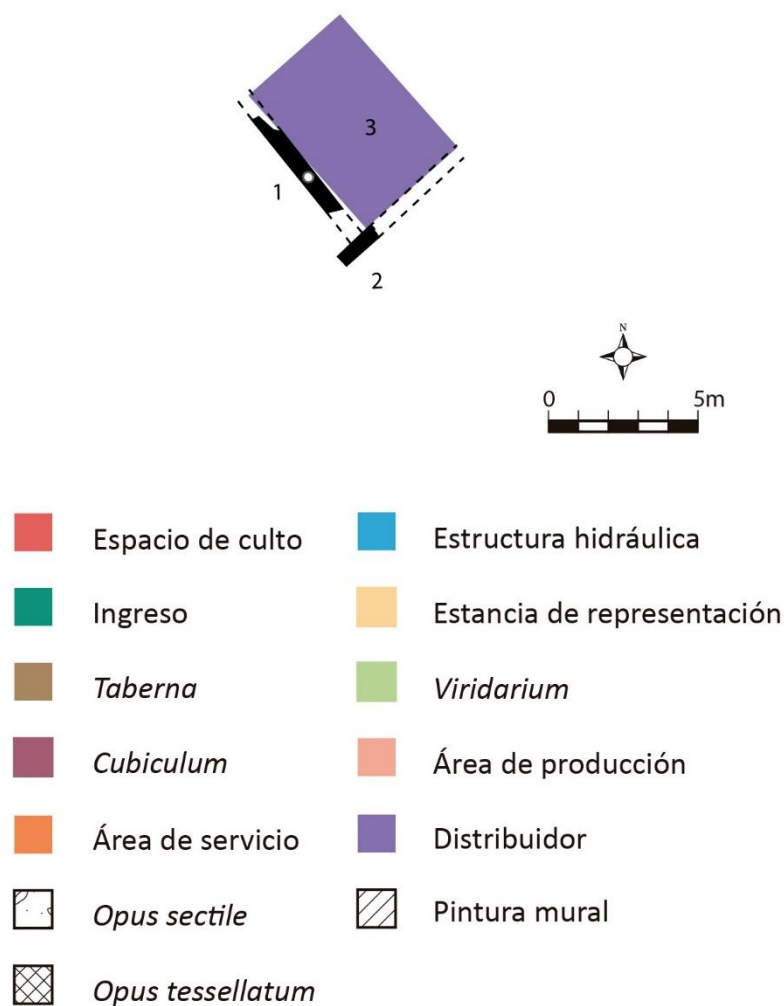 3
1
2
N
0 5m
Espacio de culto
Estructura hidráulica
Ingreso
Estancia de representación
Taberna
Viridarium
Cubiculum
Área de producción
Área de servicio
Distribuidor
Opus sectile
Pintura mural
Opus tessellatum